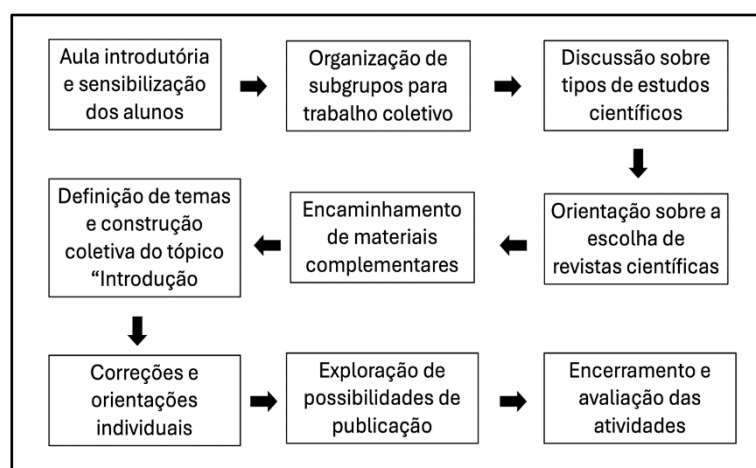 Aula introdutória
e sensibilização
dos alunos
Organização de
subgrupos para
trabalho coletivo
Discussão sobre
tipos de estudos
científicos
Orientação sobre a
escolha de
revistas científicas
Encaminhamento
de materiais
complementares
Definição de temas
e construção
coletiva do tópico
“Introdução
Correções e
orientações
individuais
Exploração de
possibilidades de
publicação
Encerramento e
avaliação das
atividades